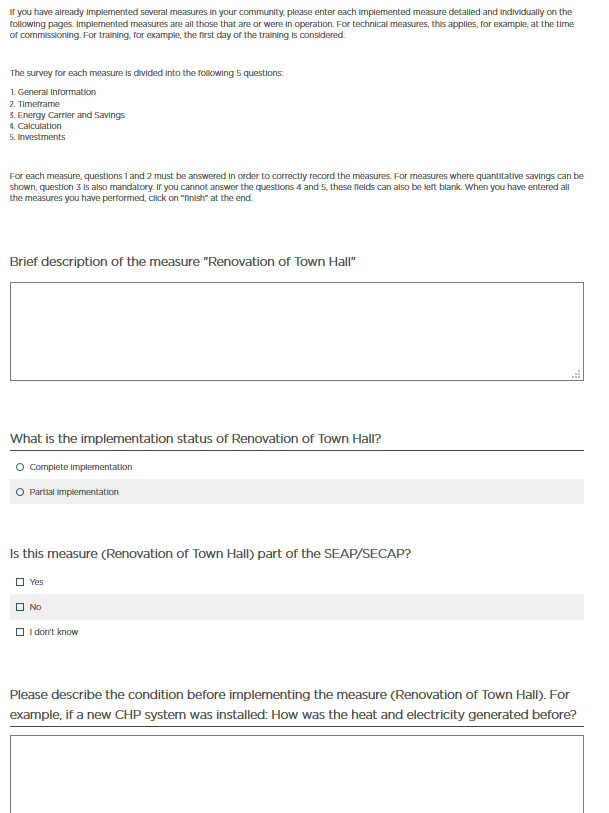 If you have already implemented several measures in your community, please enter each implemented measure detailed and individually on the
following pages. Implemented measures are all those that are or were in operation. For technical measures, this applies, for example, at the time
of commissioning. For training, for example, the first day of the training is considered.
The survey for each measure is divided into the following 5 questions:
1. General Information
2. Timeframe
3. Energy Carrier and Savings
4. Calculation
5. Investments
For each measure, questions 1 and 2 must be answered in order to correctly record the measures. For measures where quantitative savings can be
shown, question 3 is also mandatory. If you cannot answer the questions 4 and 5, these fields can also be left blank. When you have entered all
the measures you have performed, click on "finish" at the end.
Brief description of the measure "Renovation of Town Hall"
What is the implementation status of Renovation of Town Hall?
Complete implementation
Partial implementation
Is this measure (Renovation of Town Hall) part of the SEAP/SECAP?
Yes
No
I don't know
Please describe the condition before implementing the measure (Renovation of Town Hall). For
example, if a new CHP system was installed: How was the heat and electricity generated before?